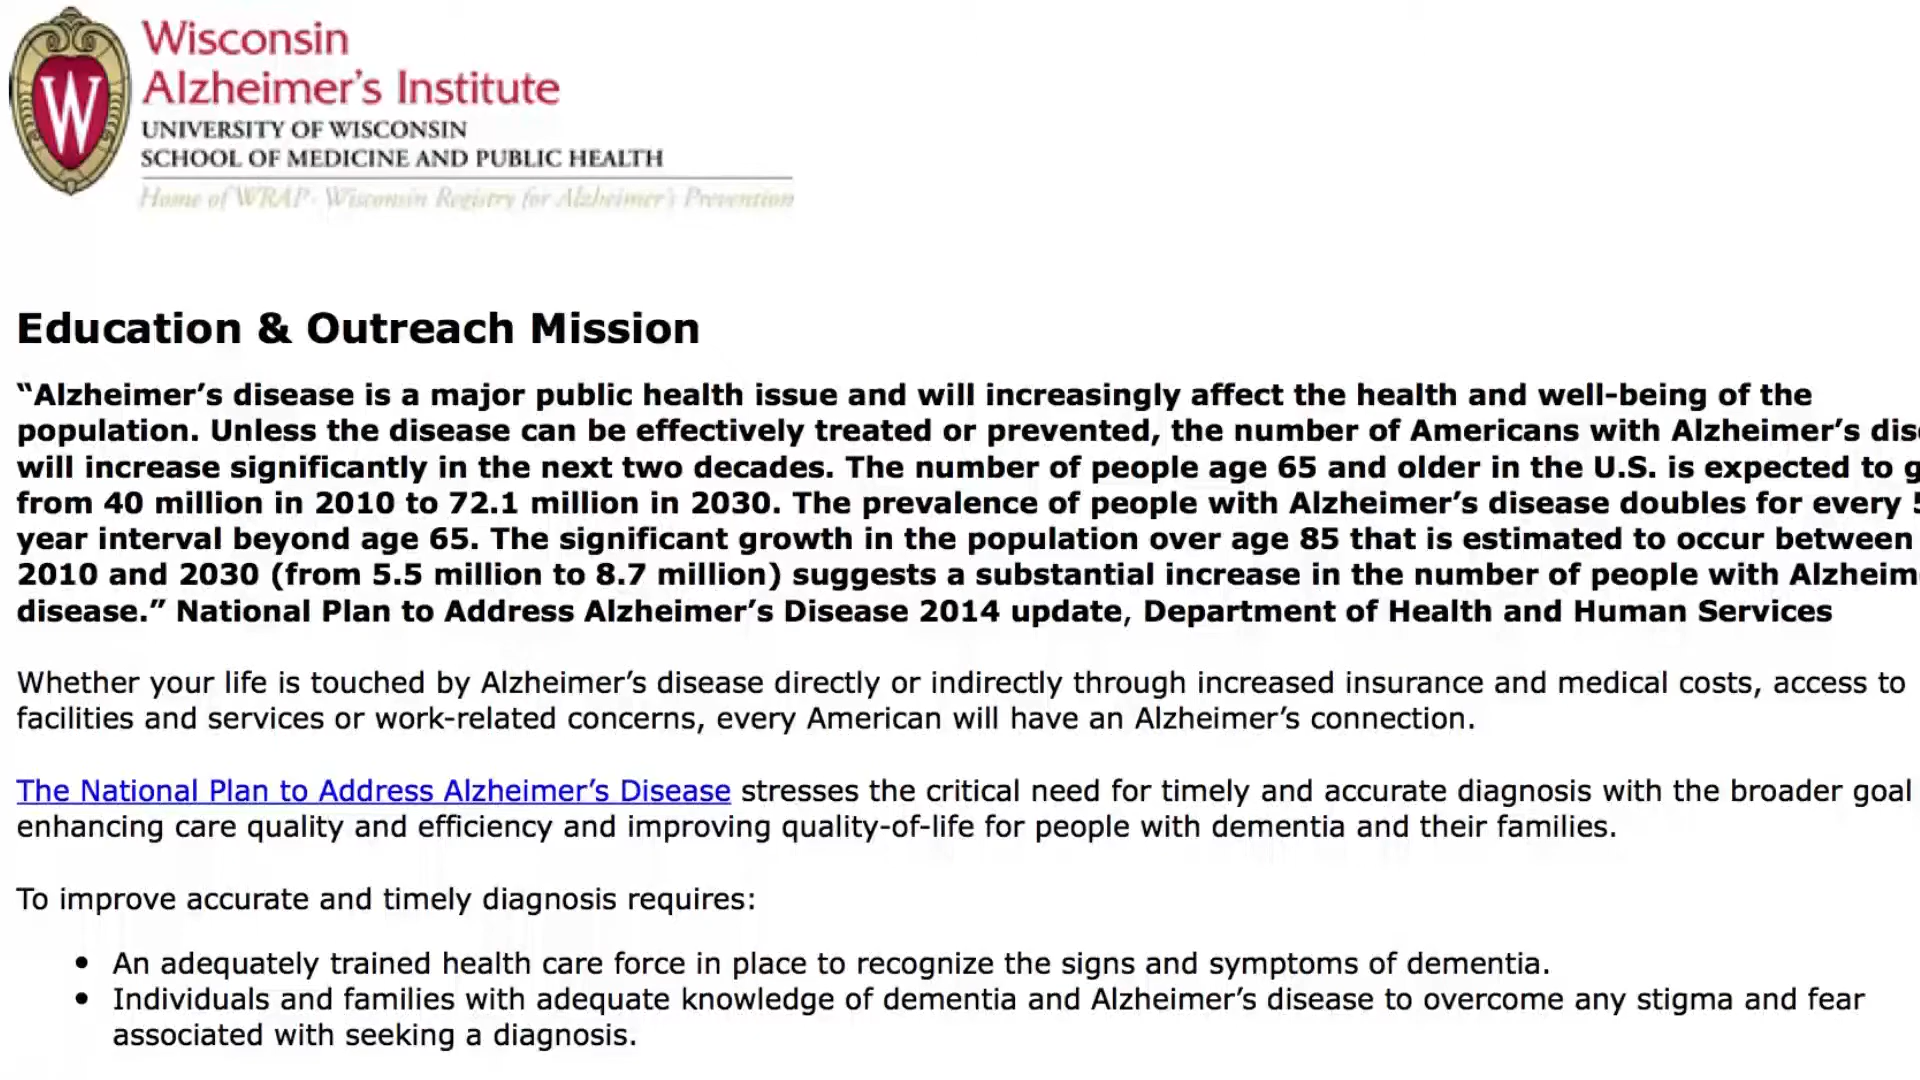 W
Wisconsin
Alzheimer's Institute
UNIVERSITY OF WISCONSIN
SCHOOL OF MEDICINE AND PUBLIC HEALTH
Home of WRAP - Wisconsin Registry for Alzheimer's Prevention
Education & Outreach Mission
“Alzheimer’s disease is a major public health issue and will increasingly affect the health and well-being of the
population. Unless the disease can be effectively treated or prevented, the number of Americans with Alzheimer’s
will increase significantly in the next two decades. The number of people age 65 and older in the U.S. is expected to
from 40 million in 2010 to 72.1 million in 2030. The prevalence of people with Alzheimer’s disease doubles for every
year interval beyond age 65. The significant growth in the population over age 85 that is estimated to occur between
2010 and 2030 (from 5.5 million to 8.7 million) suggests a substantial increase in the number of people with
disease.” National Plan to Address Alzheimer’s Disease 2014 update, Department of Health and Human Services
Whether your life is touched by Alzheimer’s disease directly or indirectly through increased insurance and medical costs, access to
facilities and services or work-related concerns, every American will have an Alzheimer’s connection.
The National Plan to Address Alzheimer’s Disease stresses the critical need for timely and accurate diagnosis with the broader goal
enhancing care quality and efficiency and improving quality-of-life for people with dementia and their families.
To improve accurate and timely diagnosis requires:
• An adequately trained health care force in place to recognize the signs and symptoms of dementia.
• Individuals and families with adequate knowledge of dementia and Alzheimer’s disease to overcome any stigma and fear
associated with seeking a diagnosis.